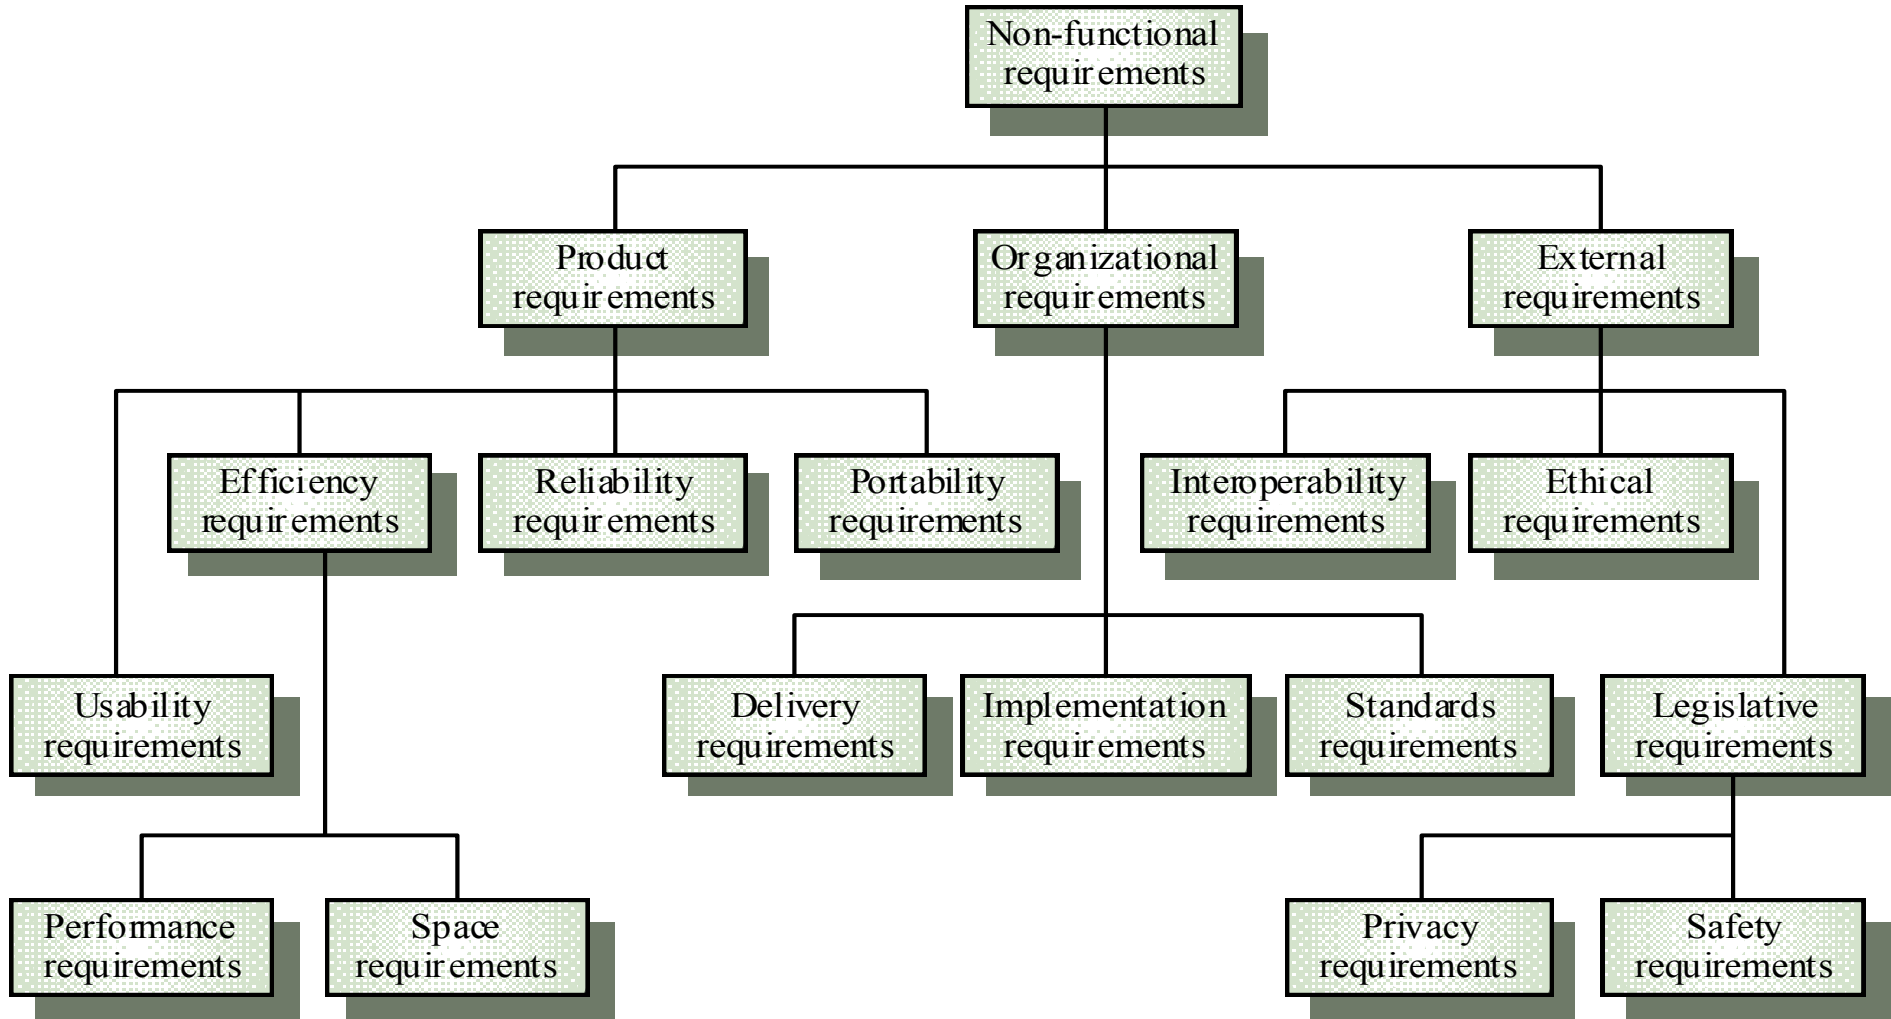 Non-functional
requirements
Product
requirements
Organizational
requirements
External
requirements
Efficiency
requirements
Reliability
requirements
Portability
requirements
Interoperability
requirements
Ethical
requirements
Usability
requirements
Delivery
requirements
Implementation
requirements
Standards
requirements
Legislative
requirements
Performance
requirements
Space
requirements
Privacy
requirements
Safety
requirements